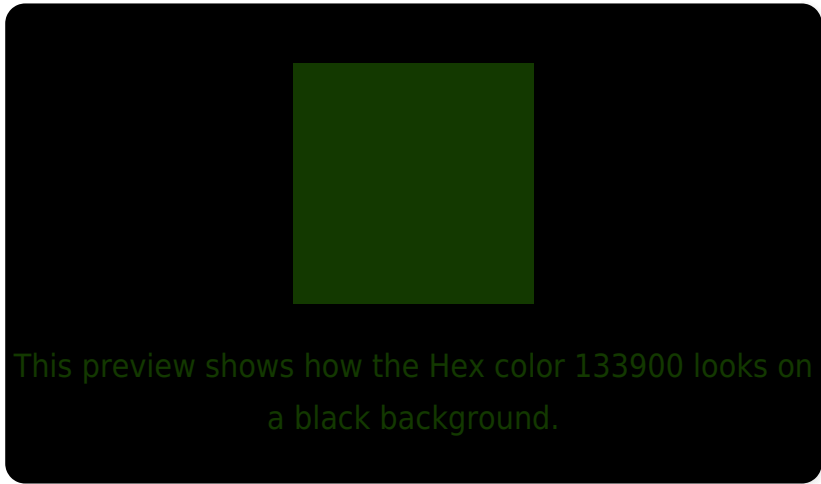 This preview shows how the Hex color 133900 looks on
a black background.